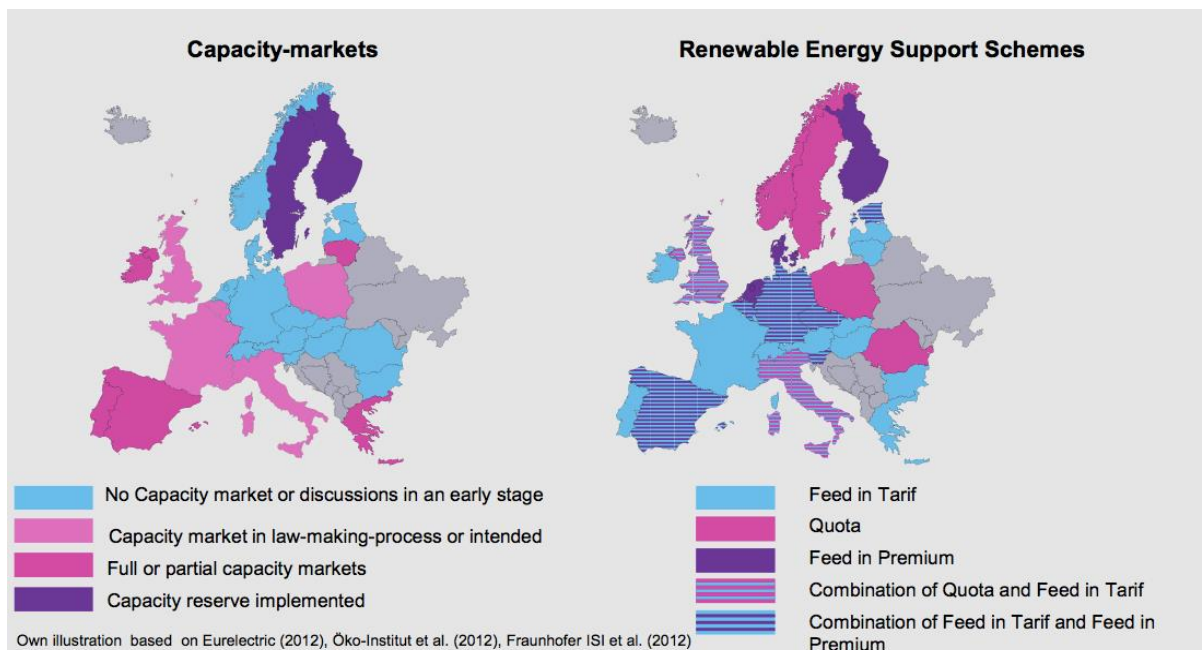 Capacity-markets
Renewable Energy Support Schemes
No Capacity market or discussions in an early stage
Capacity market in law-making-process or intended
Full or partial capacity markets
Capacity reserve implemented
Own illustration based on Eurelectric (2012), Öko-Institut et al. (2012), Fraunhofer ISI et al. (2012)
Feed in Tarif
Quota
Feed in Premium
Combination of Quota and Feed in Tarif
Combination of Feed in Tarif and Feed in
Premium